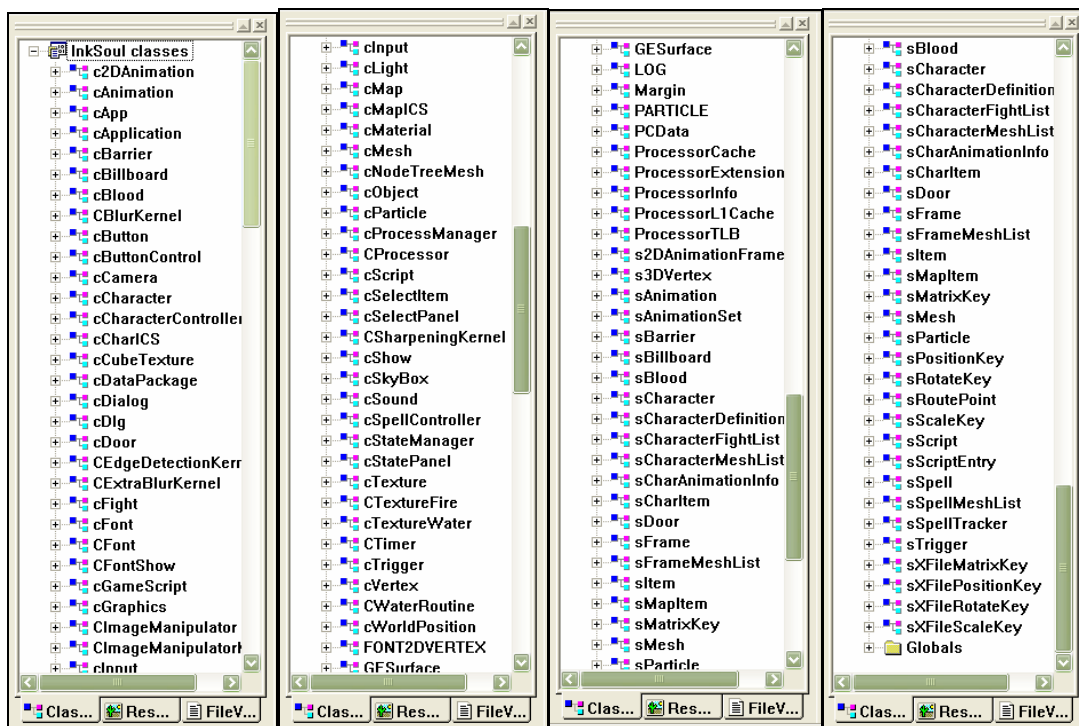 InkSoul classes
c2DAnimation
cAnimation
cApp
cApplication
cBarrier
cBillboard
cBlood
CBlurKernel
cButton
cButtonControl
cCamera
cCharacter
cCharacterController
cCharICS
cCubeTexture
cDataPackage
cDialog
cDlg
cDoor
CEdgeDetectionKerr
CExtraBlurKernel
cFight
cFont
CFont
CFontShow
cGameScript
cGraphics
CImageManipulator
CImageManipulatorK
cInput
Clas...
Res...
FileV...
cInput
cLight
cMap
cMapICS
cMaterial
cMesh
cNodeTreeMesh
cObject
cParticle
cProcessManager
CProcessor
cScript
cSelectItem
cSelectPanel
CSharpeningKernel
cShow
cSkyBox
cSound
cSpellController
cStateManager
cStatePanel
cTexture
CTextureFire
cTextureWater
CTimer
cTrigger
cVertex
CWaterRoutine
cWorldPosition
FONT2DVERTEX
GESurface
Clas...
Res...
FileV...
GESurface
LOG
Margin
PARTICLE
PCData
ProcessorCache
ProcessorExtension
ProcessorInfo
ProcessorL1Cache
ProcessorTLB
s2DAnimationFrame
s3DVertex
sAnimation
sAnimationSet
sBarrier
sBillboard
sBlood
sCharacter
sCharacterDefinition
sCharacterFightList
sCharacterMeshList
sCharAnimationInfo
sCharItem
sDoor
sFrame
sFrameMeshList
sItem
sMapItem
sMatrixKey
sMesh
sParticle
Clas...
Res...
FileV...
sBlood
sCharacter
sCharacterDefinition
sCharacterFightList
sCharacterMeshList
sCharAnimationInfo
sCharItem
sDoor
sFrame
sFrameMeshList
sItem
sMapItem
sMatrixKey
sMesh
sParticle
sPositionKey
sRotateKey
sRoutePoint
sScaleKey
sScript
sScriptEntry
sSpell
sSpellMeshList
sSpellTracker
sTrigger
sXFileMatrixKey
sXFilePositionKey
sXFileRotateKey
sXFileScaleKey
Globals
Clas...
Res...
FileV...